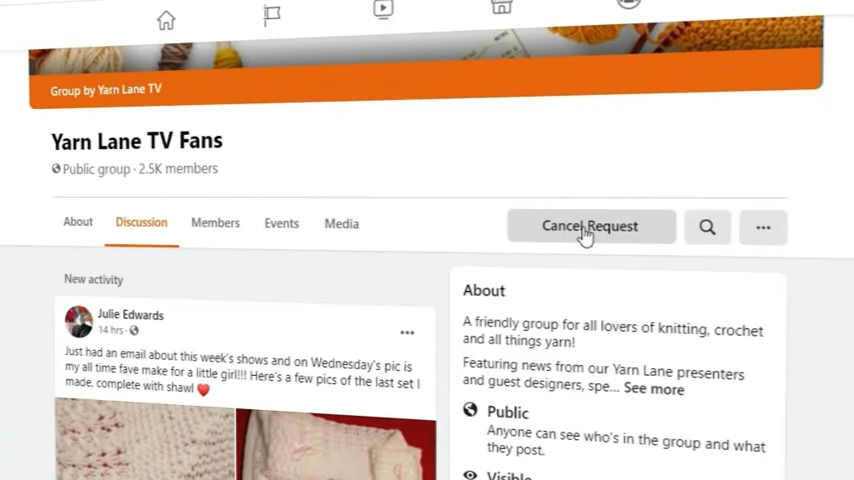 Group by Yarn Lane TV
Yarn Lane TV Fans
Public group · 2.5K members
About
Discussion
Members
Events
Media
Cancel Request
New activity
Julie Edwards
14 hrs ·
Just had an email about this week's shows and on Wednesday's pic is
my all time fave make for a little girl!!!! Here's a few pics of the last set I
made, complete with shawl ❤️
About
A friendly group for all lovers of knitting, crochet
and all things yarn!
Featuring news from our Yarn Lane presenters
and guest designers, spe... See more
Public
Anyone can see who's in the group and what
they post.
Visible